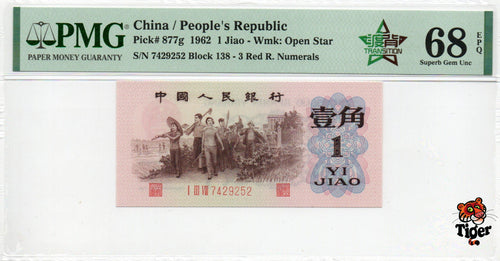 PMG
PAPER MONEY GUARANTY
China / People's Republic
Pick# 877g 1962 1 Jiao - Wmk: Open Star
S/N 7429252 Block 138 - 3 Red R. Numerals
TRANSITION
68
EPQ
Superb Gem Unc
中國人民銀行
壹角
1
YI
JIAO
I III VIII 7429252
Tiger